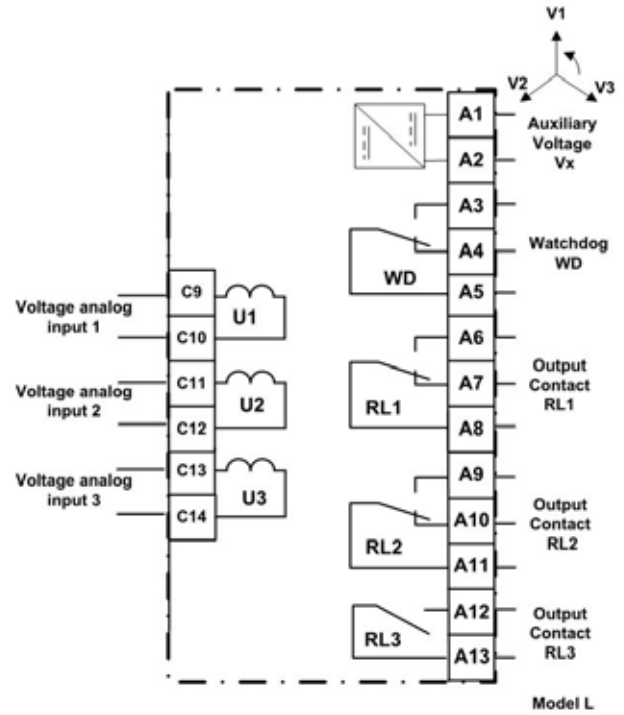 V1
V2
V3
A1
Auxiliary
Voltage
Vx
A2
A3
A4
Watchdog
WD
WD
A5
C9
U1
Voltage analog
input 1
C10
A6
C11
U2
Voltage analog
input 2
C12
A7
RL1
Output
Contact
RL1
A8
C13
U3
Voltage analog
input 3
C14
A9
A10
RL2
Output
Contact
RL2
A11
A12
RL3
Output
Contact
RL3
A13
Model L